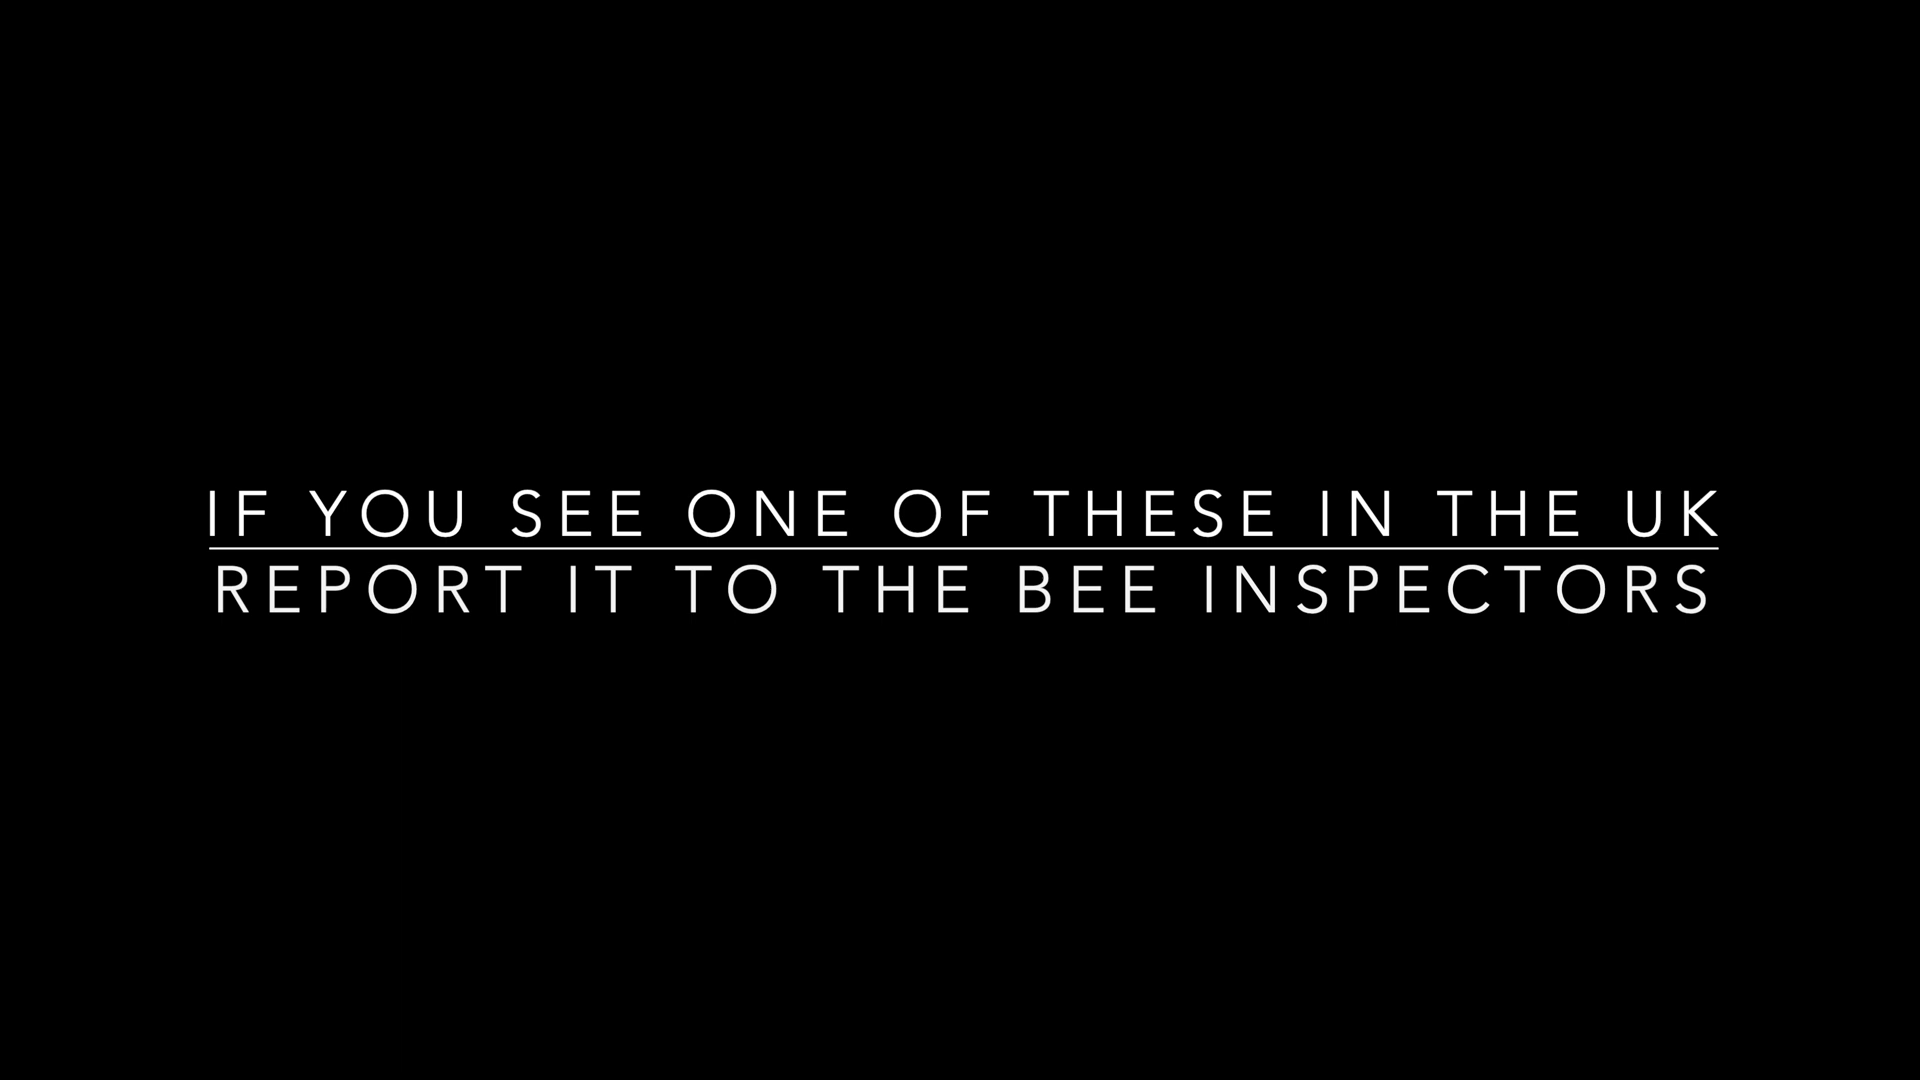 IF YOU SEE ONE OF THESE IN THE UK
REPORT IT TO THE BEE INSPECTORS